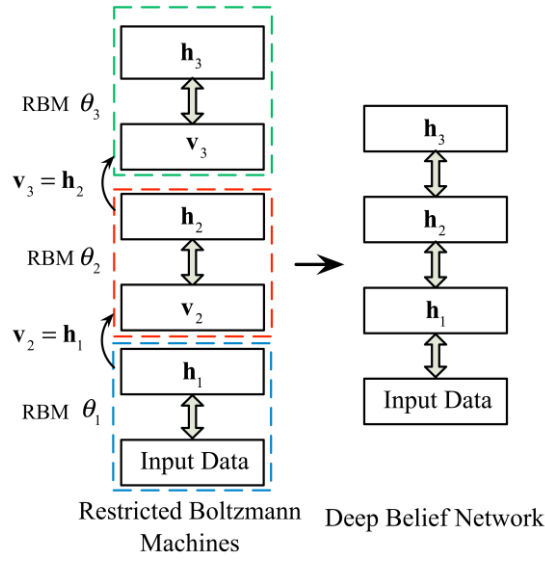 h₃
RBM θ₃
v₃
v₃ = h₂
h₂
RBM θ₂
v₂
v₂ = h₁
h₁
RBM θ₁
Input Data
Restricted Boltzmann
Machines
h₃
h₂
h₁
Input Data
Deep Belief Network